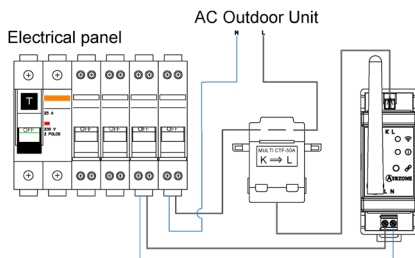 AC Outdoor Unit
Electrical panel
N L
T
25 A
230 V
2 POLOS
OFF
OFF OFF OFF OFF
MULTI CTF-50A
K ⇒ L
K L
AIRZONE
L N